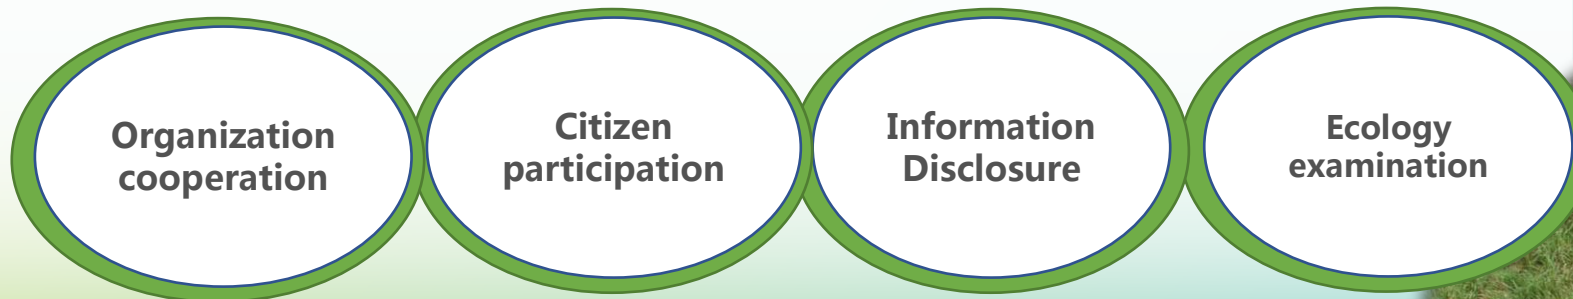 Organization
cooperation
Citizen
participation
Information
Disclosure
Ecology
examination